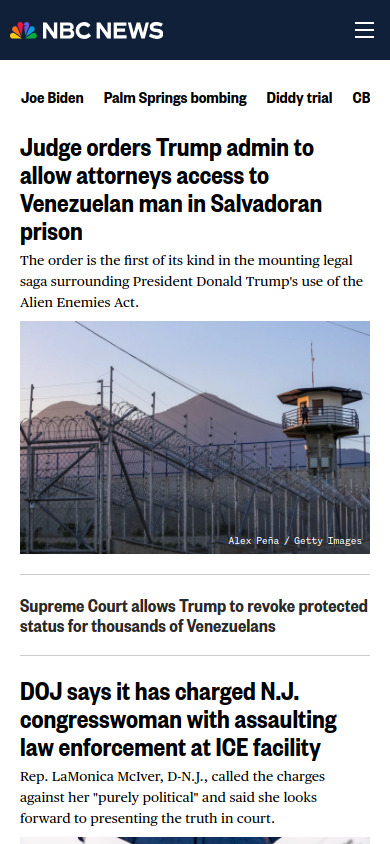 NBC NEWS
Joe Biden Palm Springs bombing Diddy trial CB
Judge orders Trump admin to
allow attorneys access to
Venezuelan man in Salvadoran
prison
The order is the first of its kind in the mounting legal
saga surrounding President Donald Trump's use of the
Alien Enemies Act.
Alex Peña / Getty Images
Supreme Court allows Trump to revoke protected
status for thousands of Venezuelans
DOJ says it has charged N.J.
congresswoman with assaulting
law enforcement at ICE facility
Rep. LaMonica McIver, D-N.J., called the charges
against her "purely political" and said she looks
forward to presenting the truth in court.